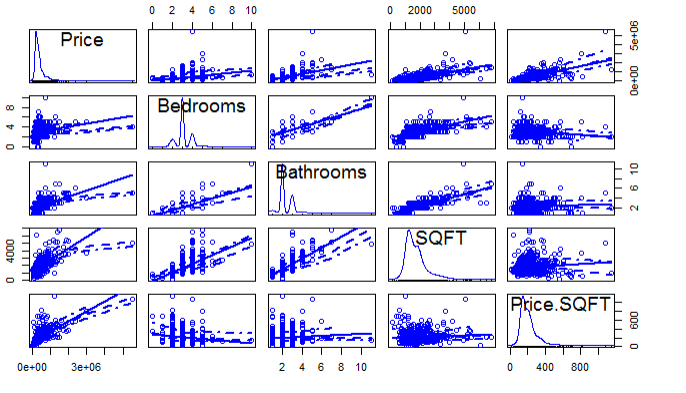 0 2 4 6 8 10
0 2000 5000
Price
0e+00 5e+06
4 8
Bedrooms
Bathrooms
2 6 10
0 4000
SQFT
Price.SQFT
0 600
0e+00 3e+06
2 4 6 8 10
0 400 800